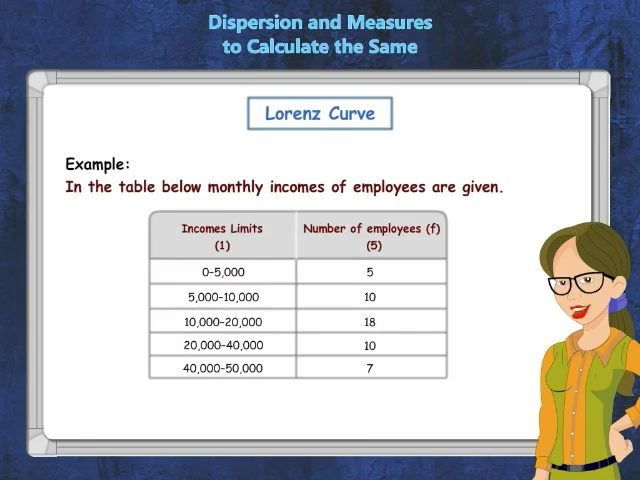 Dispersion and Measures
to Calculate the Same
Lorenz Curve
Example:
In the table below monthly incomes of employees are given.
Incomes Limits Number of employees (f)
(1) (5)
0-5,000 5
5,000-10,000 10
10,000-20,000 18
20,000-40,000 10
40,000-50,000 7